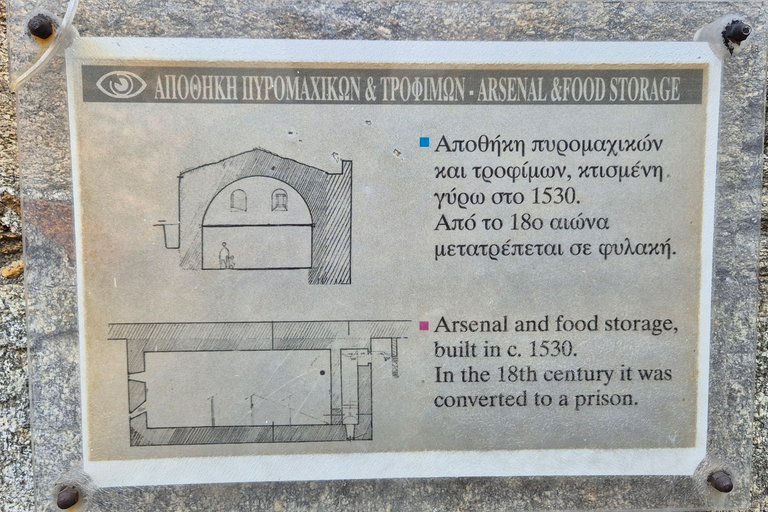 ΑΠΟΘΗΚΗ ΠΥΡΟΜΑΧΙΚΩΝ & ΤΡΟΦΙΜΩΝ - ARSENAL &FOOD STORAGE
Αποθήκη πυρομαχικών
και τροφίμων, κτισμένη
γύρω στο 1530.
Από το 18ο αιώνα
μετατρέπεται σε φυλακή.
Arsenal and food storage,
built in c. 1530.
In the 18th century it was
converted to a prison.